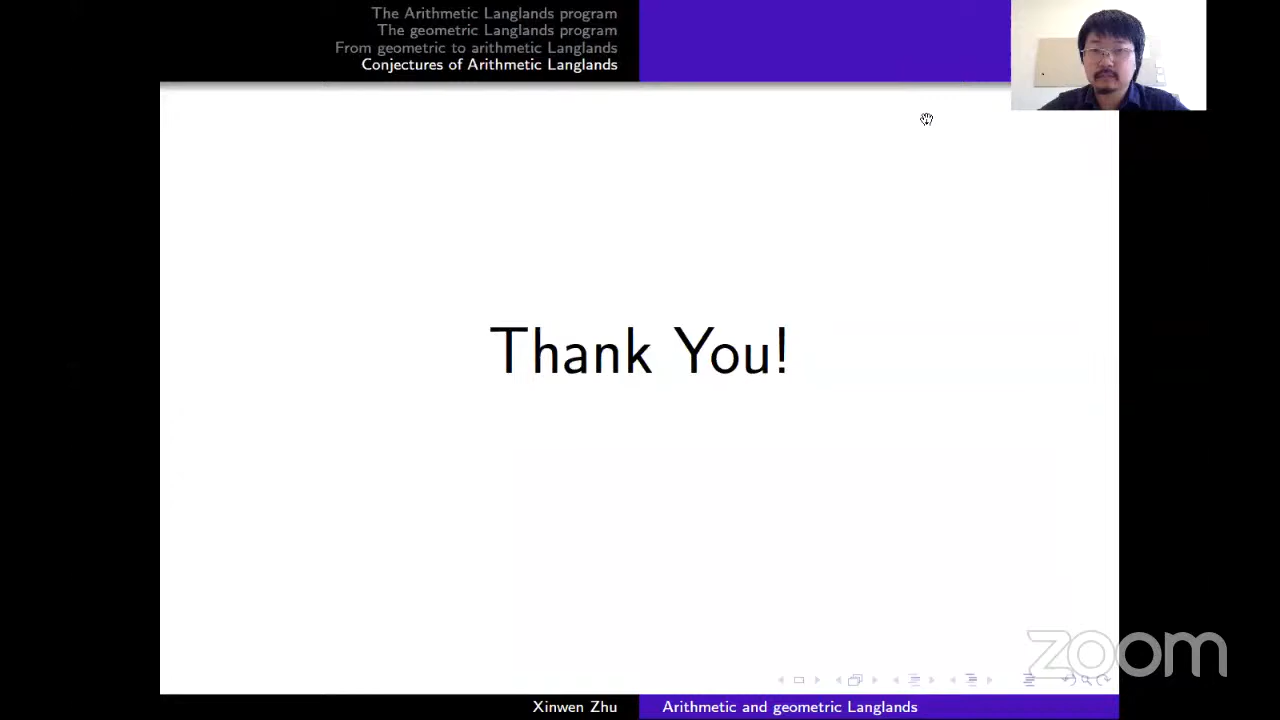 The Arithmetic Langlands program
The geometric Langlands program
From geometric to arithmetic Langlands
Conjectures of Arithmetic Langlands
Thank You!
zoom
Xinwen Zhu
Arithmetic and geometric Langlands